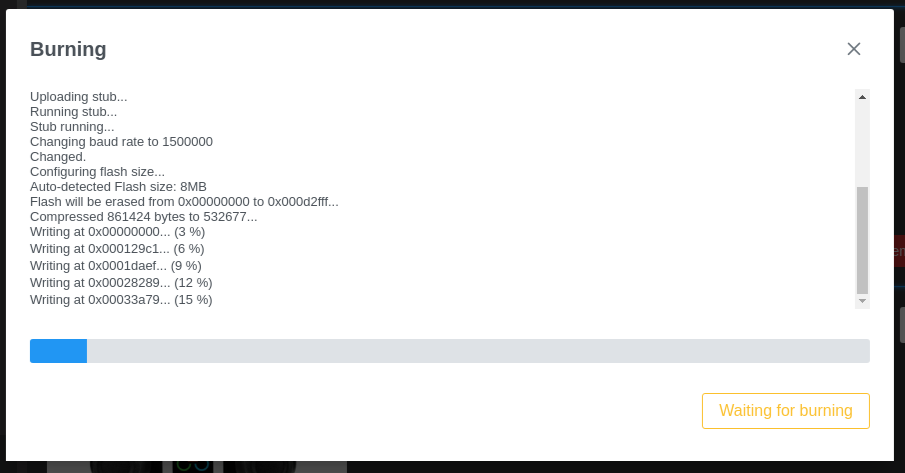 Burning
Uploading stub...
Running stub...
Stub running...
Changing baud rate to 1500000
Changed.
Configuring flash size...
Auto-detected Flash size: 8MB
Flash will be erased from 0x00000000 to 0x000d2fff...
Compressed 861424 bytes to 532677...
Writing at 0x00000000... (3 %)
Writing at 0x000129c1... (6 %)
Writing at 0x0001daef... (9 %)
Writing at 0x00028289... (12 %)
Writing at 0x00033a79... (15 %)
Waiting for burning